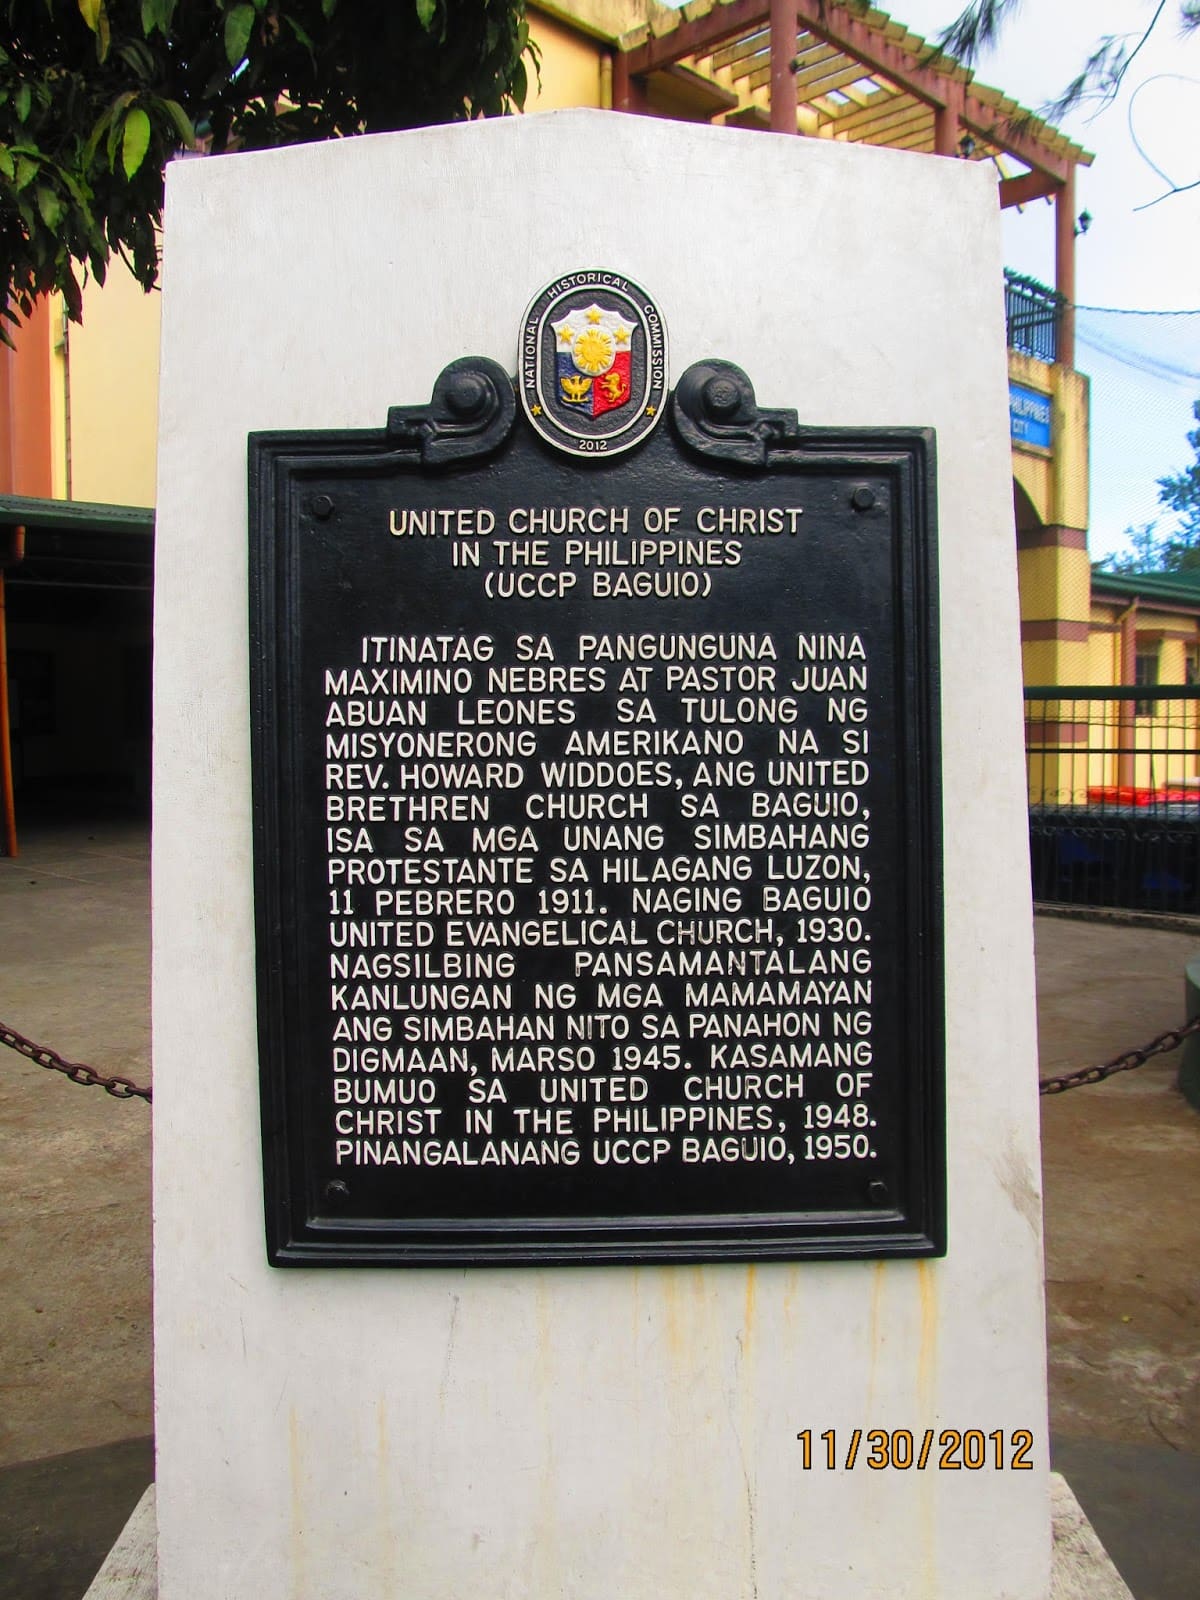 NATIONAL HISTORICAL COMMISSION
2012
UNITED CHURCH OF CHRIST
IN THE PHILIPPINES
(UCCP BAGUIO)
ITINATAG SA PANGUNGUNA NINA
MAXIMINO NEBRES AT PASTOR JUAN
ABUAN LEONES SA TULONG NG
MISYONERONG AMERIKANO NA SI
REV. HOWARD WIDDOES, ANG UNITED
BRETHREN CHURCH SA BAGUIO,
ISA SA MGA UNANG SIMBAHANG
PROTESTANTE SA HILAGANG LUZON,
11 PEBRERO 1911. NAGING BAGUIO
UNITED EVANGELICAL CHURCH, 1930.
NAGSILBING PANSAMANTALANG
KANLUNGAN NG MGA MAMAMAYAN
ANG SIMBAHAN NITO SA PANAHON NG
DIGMAAN, MARSO 1945. KASAMANG
BUMUO SA UNITED CHURCH OF
CHRIST IN THE PHILIPPINES, 1948.
PINANGALANANG UCCP BAGUIO, 1950.
CITY
11/30/2012